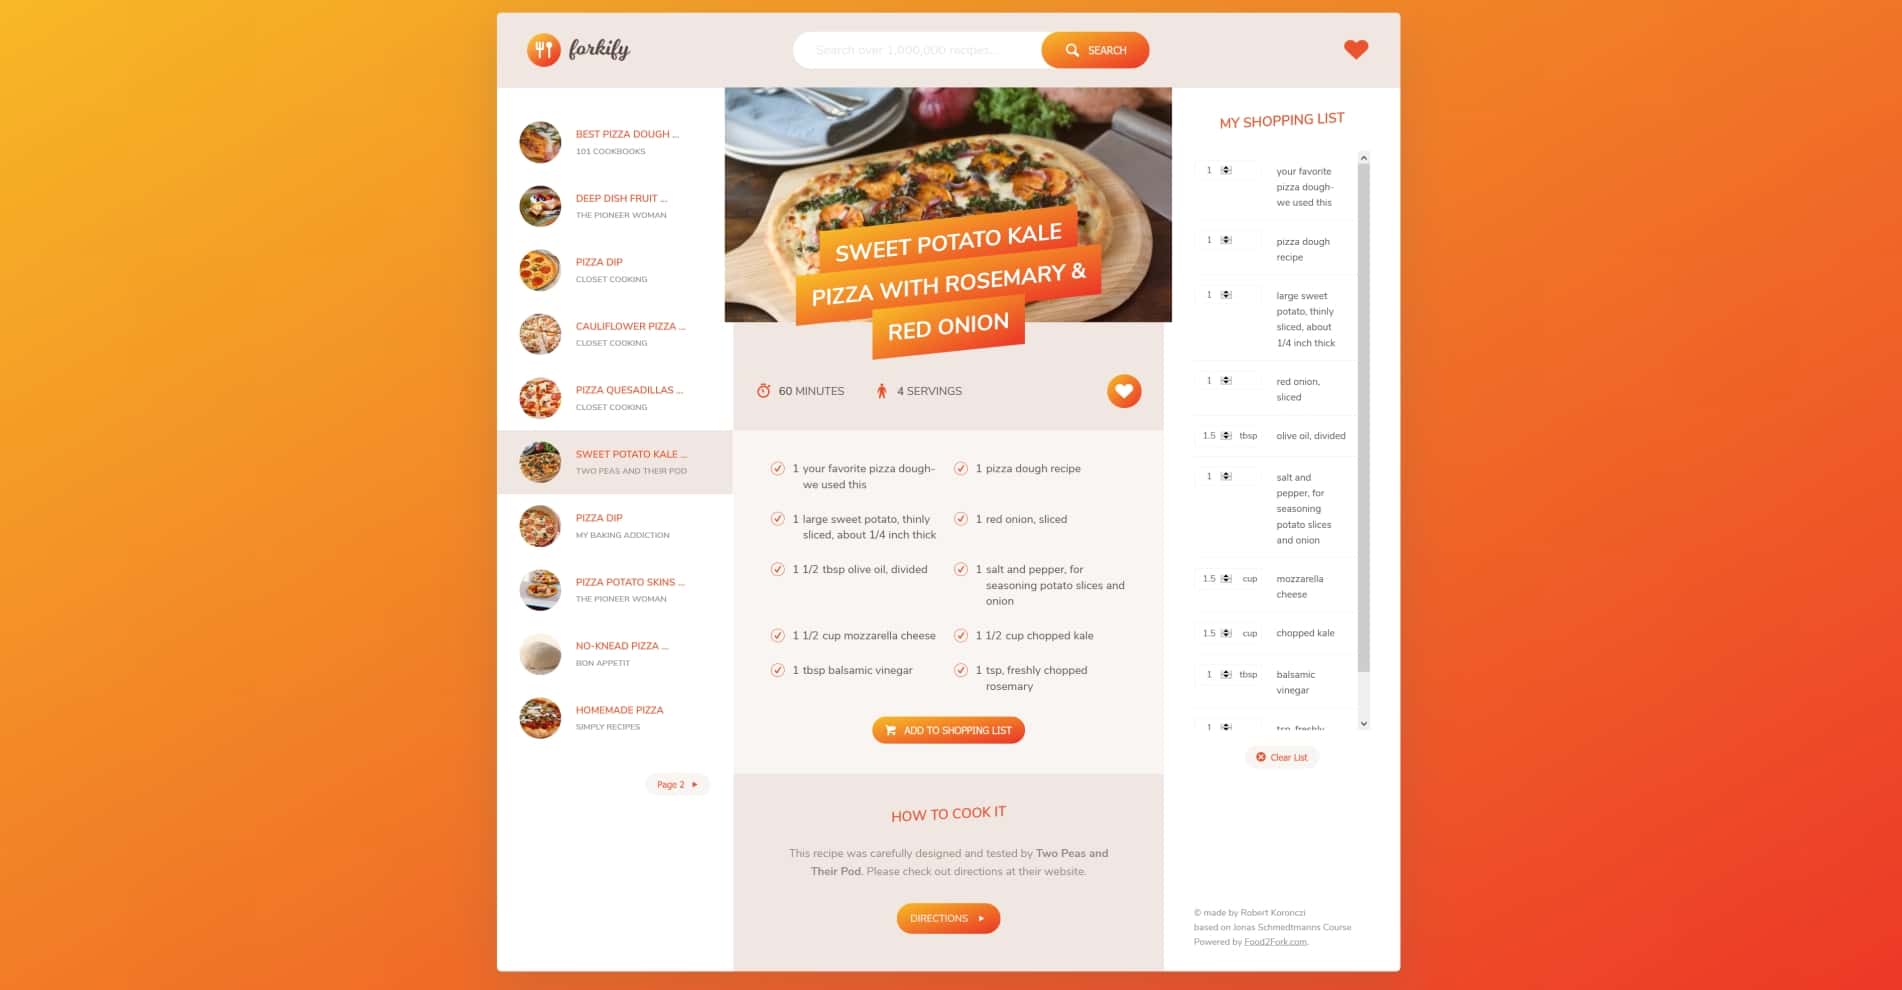 forkify
Search over 1,000,000 recipes...
SEARCH
BEST PIZZA DOUGH ...
101 COOKBOOKS
DEEP DISH FRUIT ...
THE PIONEER WOMAN
PIZZA DIP
CLOSET COOKING
CAULIFLOWER PIZZA ...
CLOSET COOKING
PIZZA QUESADILLAS ...
CLOSET COOKING
SWEET POTATO KALE ...
TWO PEAS AND THEIR POD
PIZZA DIP
MY BAKING ADDICTION
PIZZA POTATO SKINS ...
THE PIONEER WOMAN
NO-KNEAD PIZZA ...
BON APPETIT
HOMEMADE PIZZA
SIMPLY RECIPES
Page 2
SWEET POTATO KALE
PIZZA WITH ROSEMARY &
RED ONION
60 MINUTES
4 SERVINGS
1 your favorite pizza dough-
we used this
1 pizza dough recipe
1 large sweet potato, thinly
sliced, about 1/4 inch thick
1 red onion, sliced
1 1/2 tbsp olive oil, divided
1 salt and pepper, for
seasoning potato slices and
onion
1 1/2 cup mozzarella cheese
1 1/2 cup chopped kale
1 tbsp balsamic vinegar
1 tsp, freshly chopped
rosemary
ADD TO SHOPPING LIST
HOW TO COOK IT
This recipe was carefully designed and tested by Two Peas and
Their Pod. Please check out directions at their website.
DIRECTIONS
MY SHOPPING LIST
1 your favorite
pizza dough-
we used this
1 pizza dough
recipe
1 large sweet
potato, thinly
sliced, about
1/4 inch thick
1 red onion,
sliced
1.5 tbsp olive oil, divided
1 salt and
pepper, for
seasoning
potato slices
and onion
1.5 cup mozzarella
cheese
1.5 cup chopped kale
1 tbsp balsamic
vinegar
1 tsp, freshly
Clear List
© made by Robert Koronczi
based on Jonas Schmedtmanns Course
Powered by Food2Fork.com.